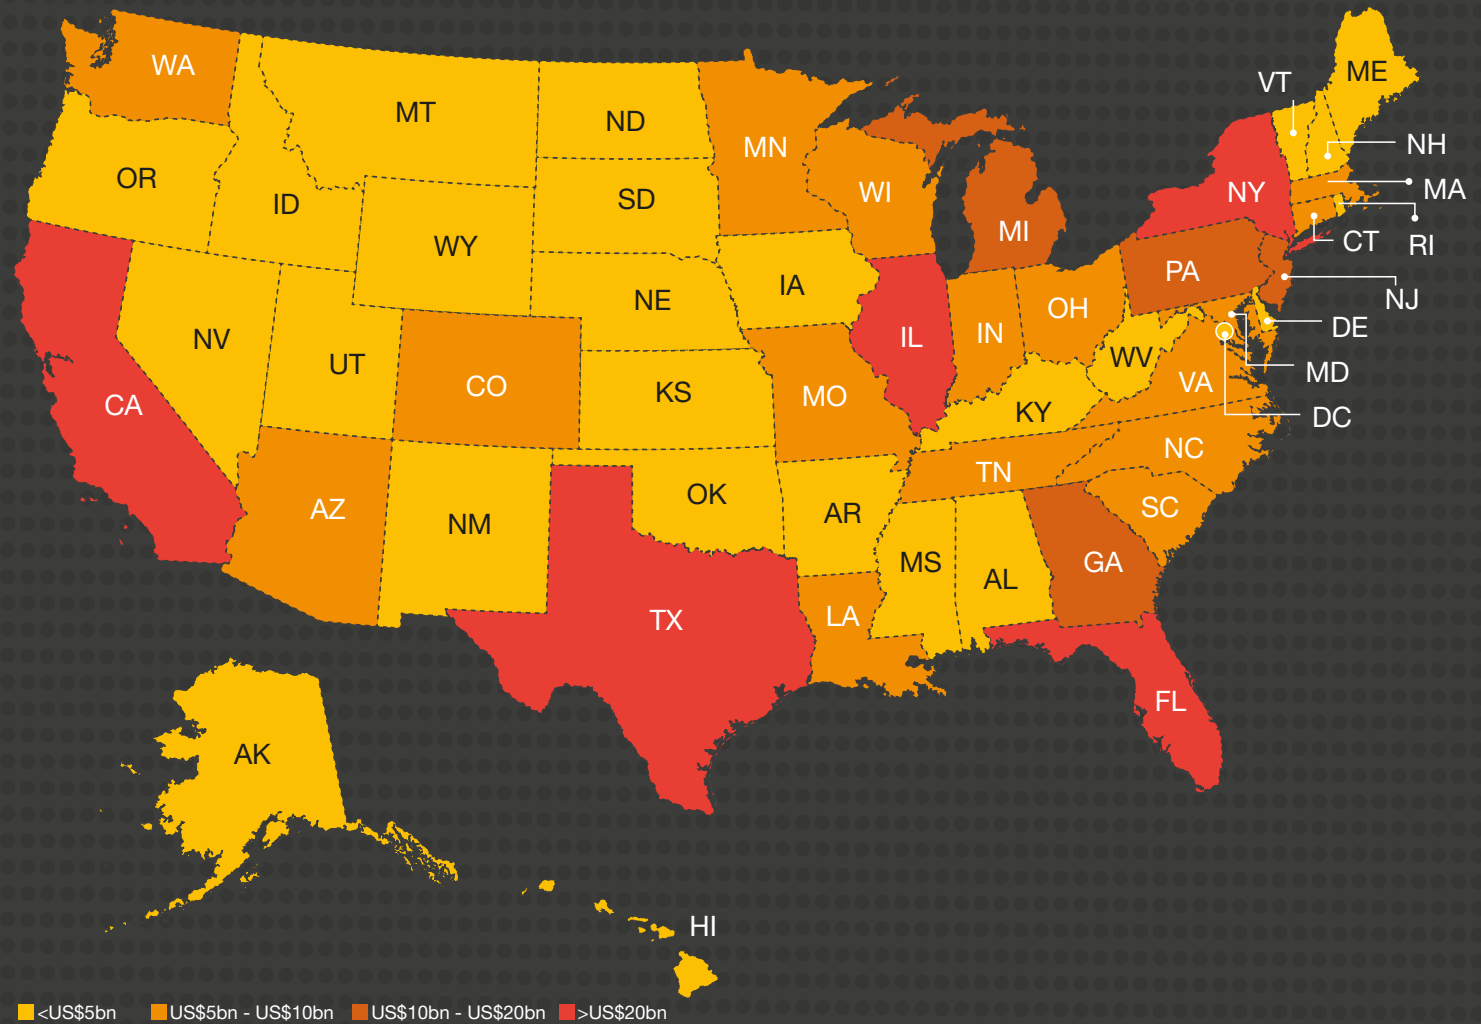 WA
MT
ND
MN
OR
ID
SD
WI
WY
MI
NY
VT
ME
NH
MA
CT
RI
NV
UT
NE
IA
PA
NJ
CA
CO
KS
MO
IL
IN
OH
WV
VA
DE
MD
DC
KY
AZ
NM
OK
AR
TN
NC
SC
TX
LA
MS
AL
GA
FL
AK
HI
<US$5bn
US$5bn - US$10bn
US$10bn - US$20bn
>US$20bn